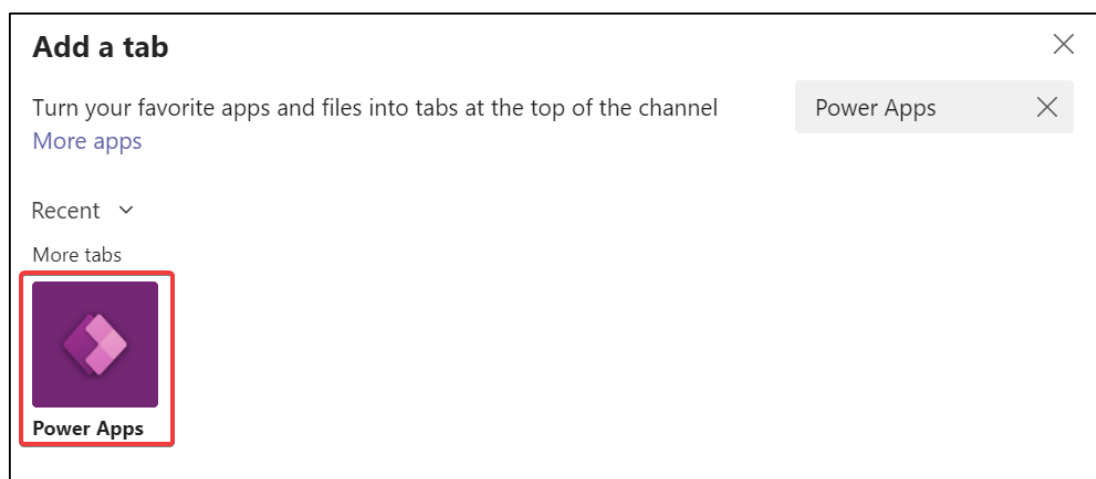 Add a tab
Turn your favorite apps and files into tabs at the top of the channel
More apps
Power Apps
Recent
More tabs
Power Apps